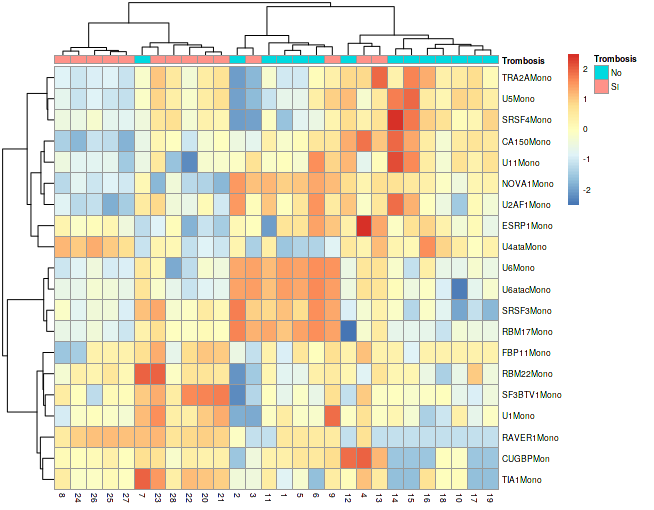 Trombosis
Trombosis
No
SI
2
1
0
-1
-2
TRA2AMono
U5Mono
SRSF4Mono
CA150Mono
U11Mono
NOVA1Mono
U2AF1Mono
ESRP1Mono
U4ataMono
U6Mono
U6atacMono
SRSF3Mono
RBM17Mono
FBP11Mono
RBM22Mono
SF3BTV1Mono
U1Mono
RAVER1Mono
CUGBPMon
TIA1Mono
8 24 26 25 27 7 23 28 22 20 21 2 3 11 1 5 6 9 12 4 13 14 15 16 18 10 17 19